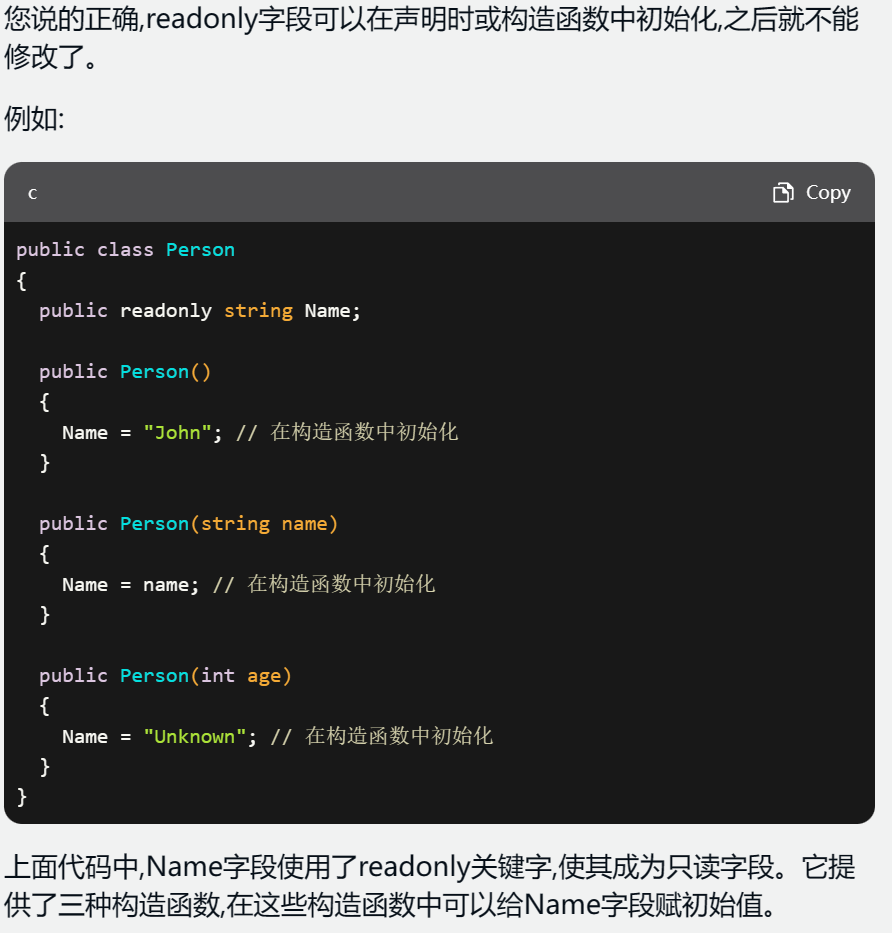 您说的正确,readonly字段可以在声明时或构造函数中初始化,之后就不能
修改了。
例如:
c
Copy
public class Person
{
  public readonly string Name;

  public Person()
  {
    Name = "John"; // 在构造函数中初始化
  }

  public Person(string name)
  {
    Name = name; // 在构造函数中初始化
  }

  public Person(int age)
  {
    Name = "Unknown"; // 在构造函数中初始化
  }
}
上面代码中,Name字段使用了readonly关键字,使其成为只读字段。它提
供了三种构造函数,在这些构造函数中可以给Name字段赋初始值。